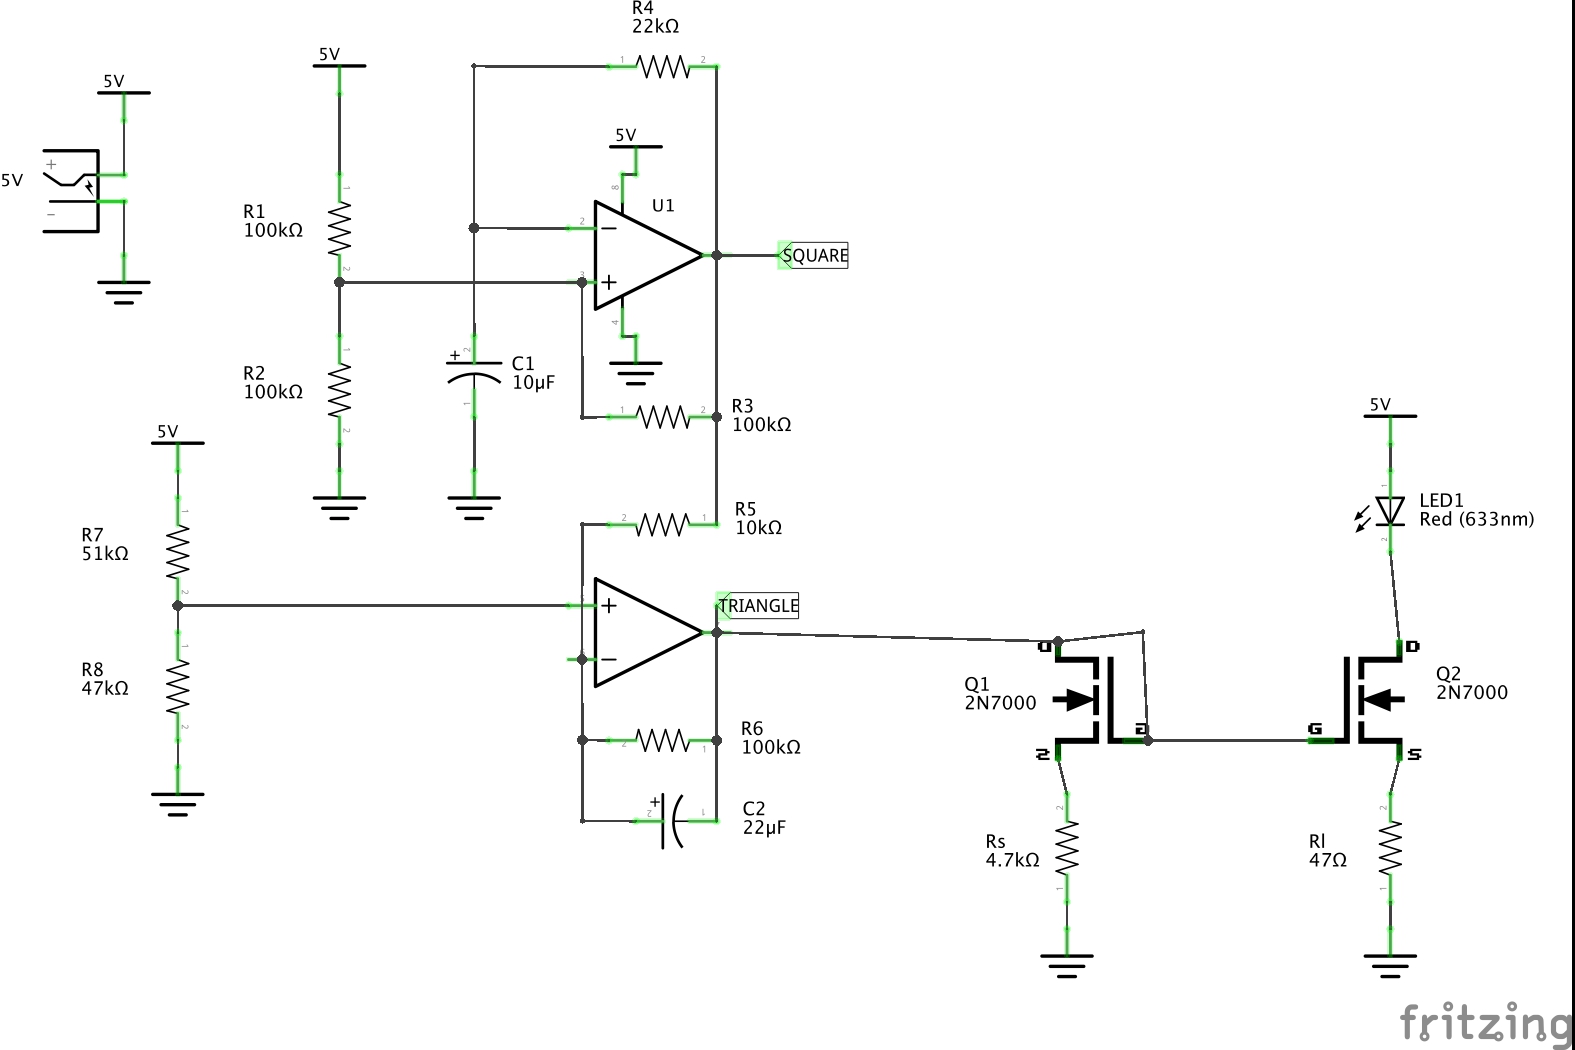 R4
22kΩ
5V
5V
5V
5V
U1
R1
100kΩ
SQUARE
R2
100kΩ
C1
10μF
R3
100kΩ
5V
5V
R5
10kΩ
R7
51kΩ
LED1
Red (633nm)
TRIANGLE
R8
47kΩ
Q1
2N7000
Q2
2N7000
D
D
G
G
S
S
R6
100kΩ
C2
22μF
Rs
4.7kΩ
Rl
47Ω
fritzing